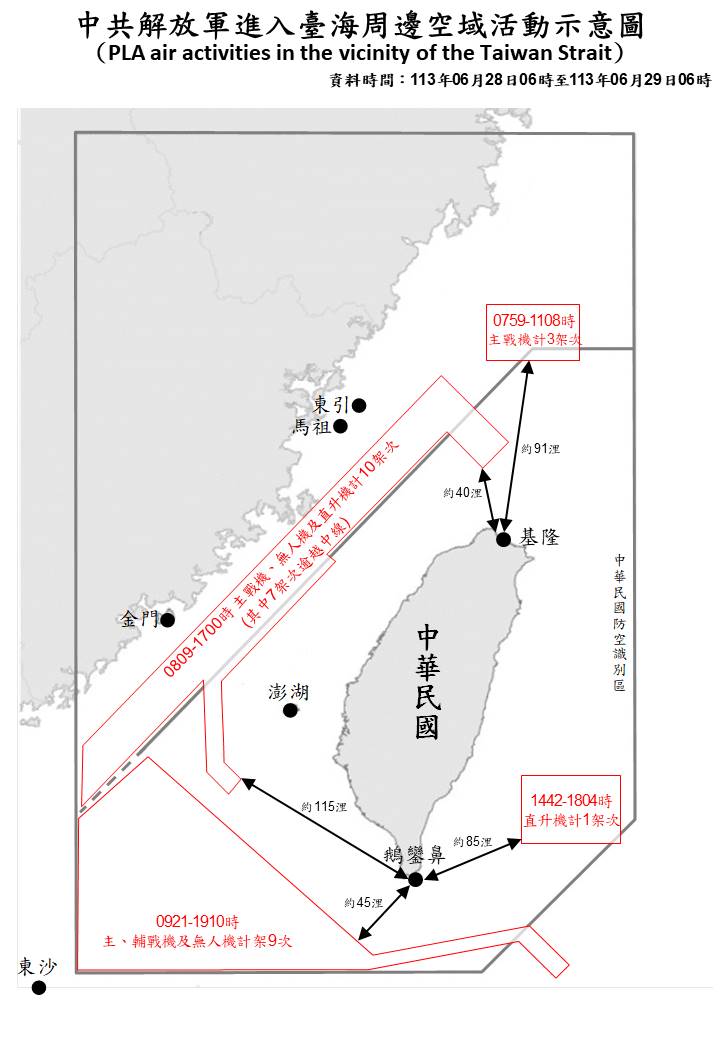 中共解放軍進入臺海周邊空域活動示意圖
（PLA air activities in the vicinity of the Taiwan Strait）
資料時間：113年06月28日06時至113年06月29日06時
0759-1108時
主戰機計3架次
東引
馬祖
約91浬
約40浬
0809-1700時 主戰機、無人機及直升機計10架次
(其中7架次逾越中線)
基隆
中華民國防空識別區
金門
中華民國
澎湖
1442-1804時
直升機計1架次
約115浬
約85浬
鵝鑾鼻
約45浬
0921-1910時
主、輔戰機及無人機計架9次
東沙